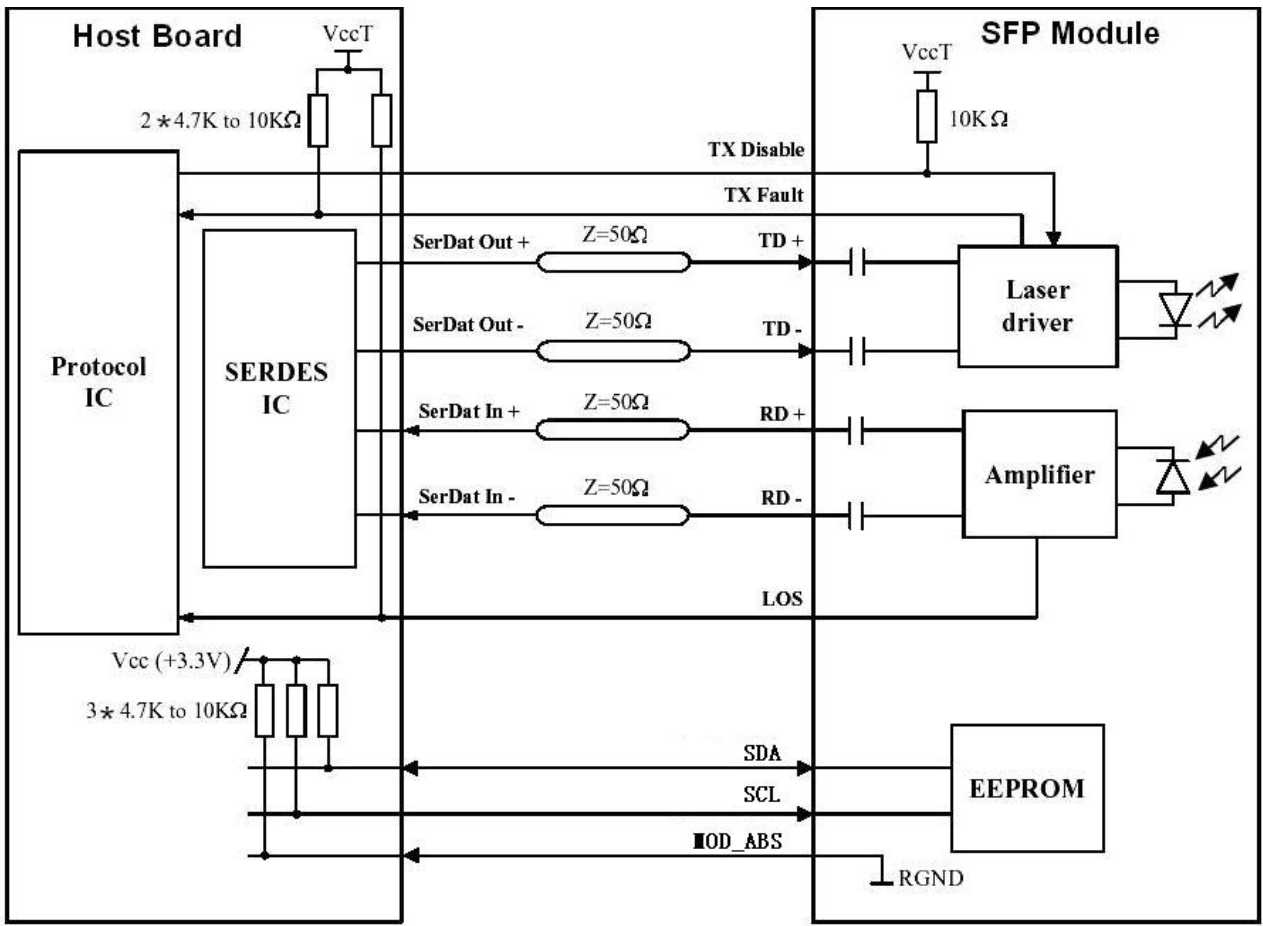 Host Board
VccT
SFP Module
VccT
2*4.7K to 10KΩ
10KΩ
TX Disable
TX Fault
SerDat Out +
Z=50Ω
TD +
Laser
driver
SerDat Out -
Z=50Ω
TD -
Protocol
IC
SERDES
IC
SerDat In +
Z=50Ω
RD +
Amplifier
SerDat In -
Z=50Ω
RD -
LOS
Vcc (+3.3V)
3* 4.7K to 10KΩ
SDA
SCL
EEPROM
MOD_ABS
RGND